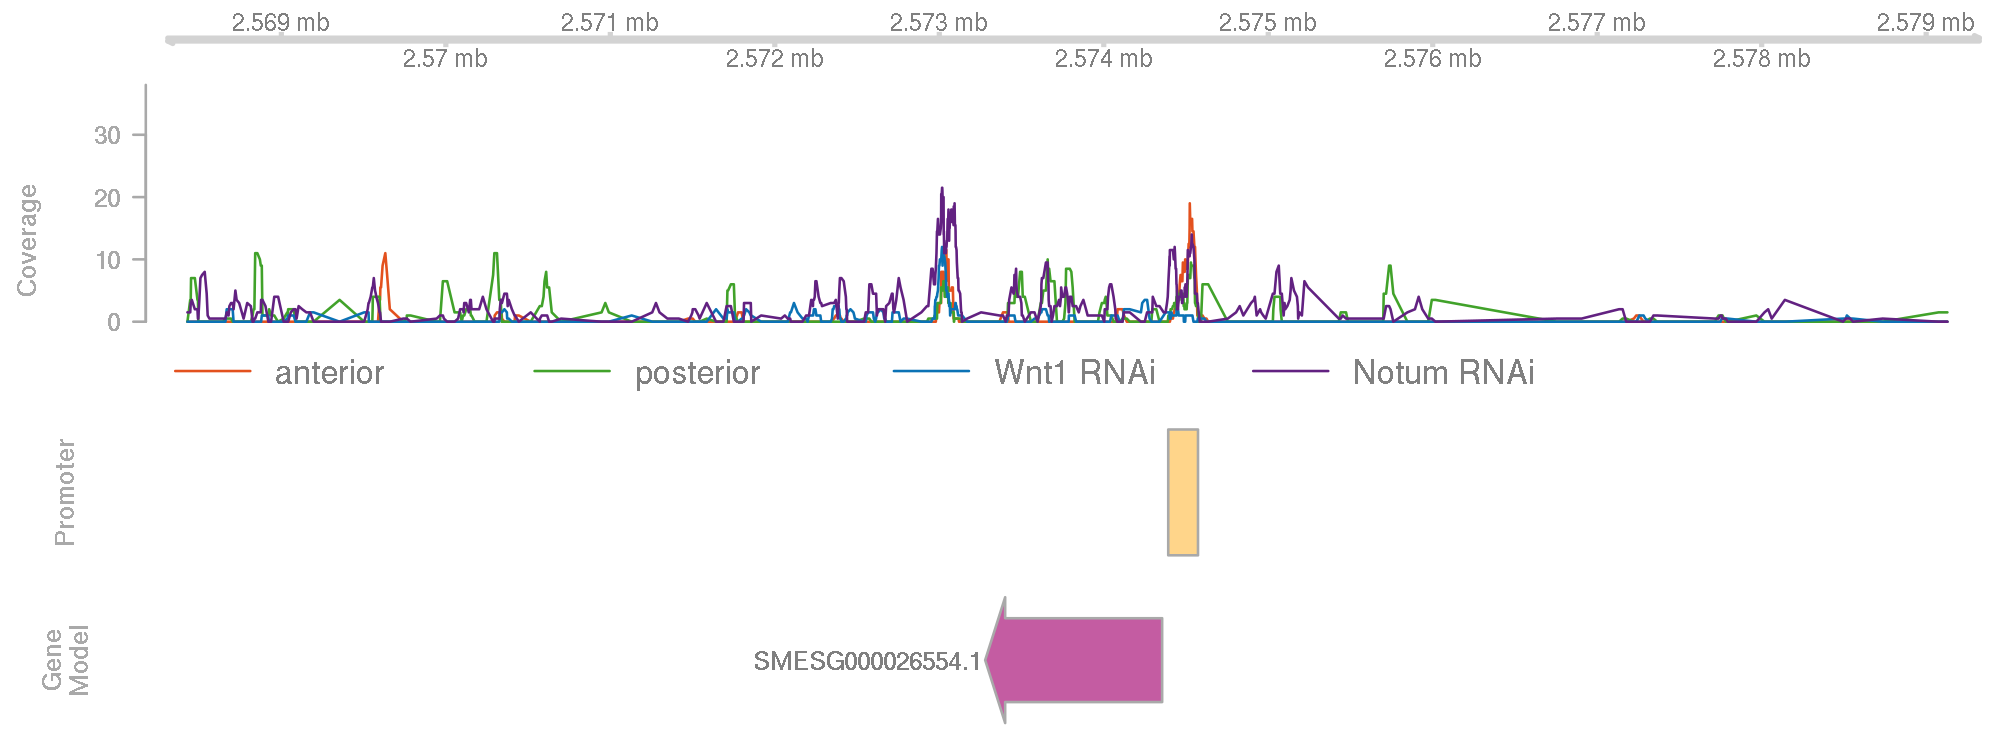 2.569 mb 2.571 mb 2.573 mb 2.575 mb 2.577 mb 2.579 mb
2.57 mb 2.572 mb 2.574 mb 2.576 mb 2.578 mb
Coverage
30
20
10
0
anterior posterior Wnt1 RNAi Notum RNAi
Promoter
Gene
Model
SMESG000026554.1